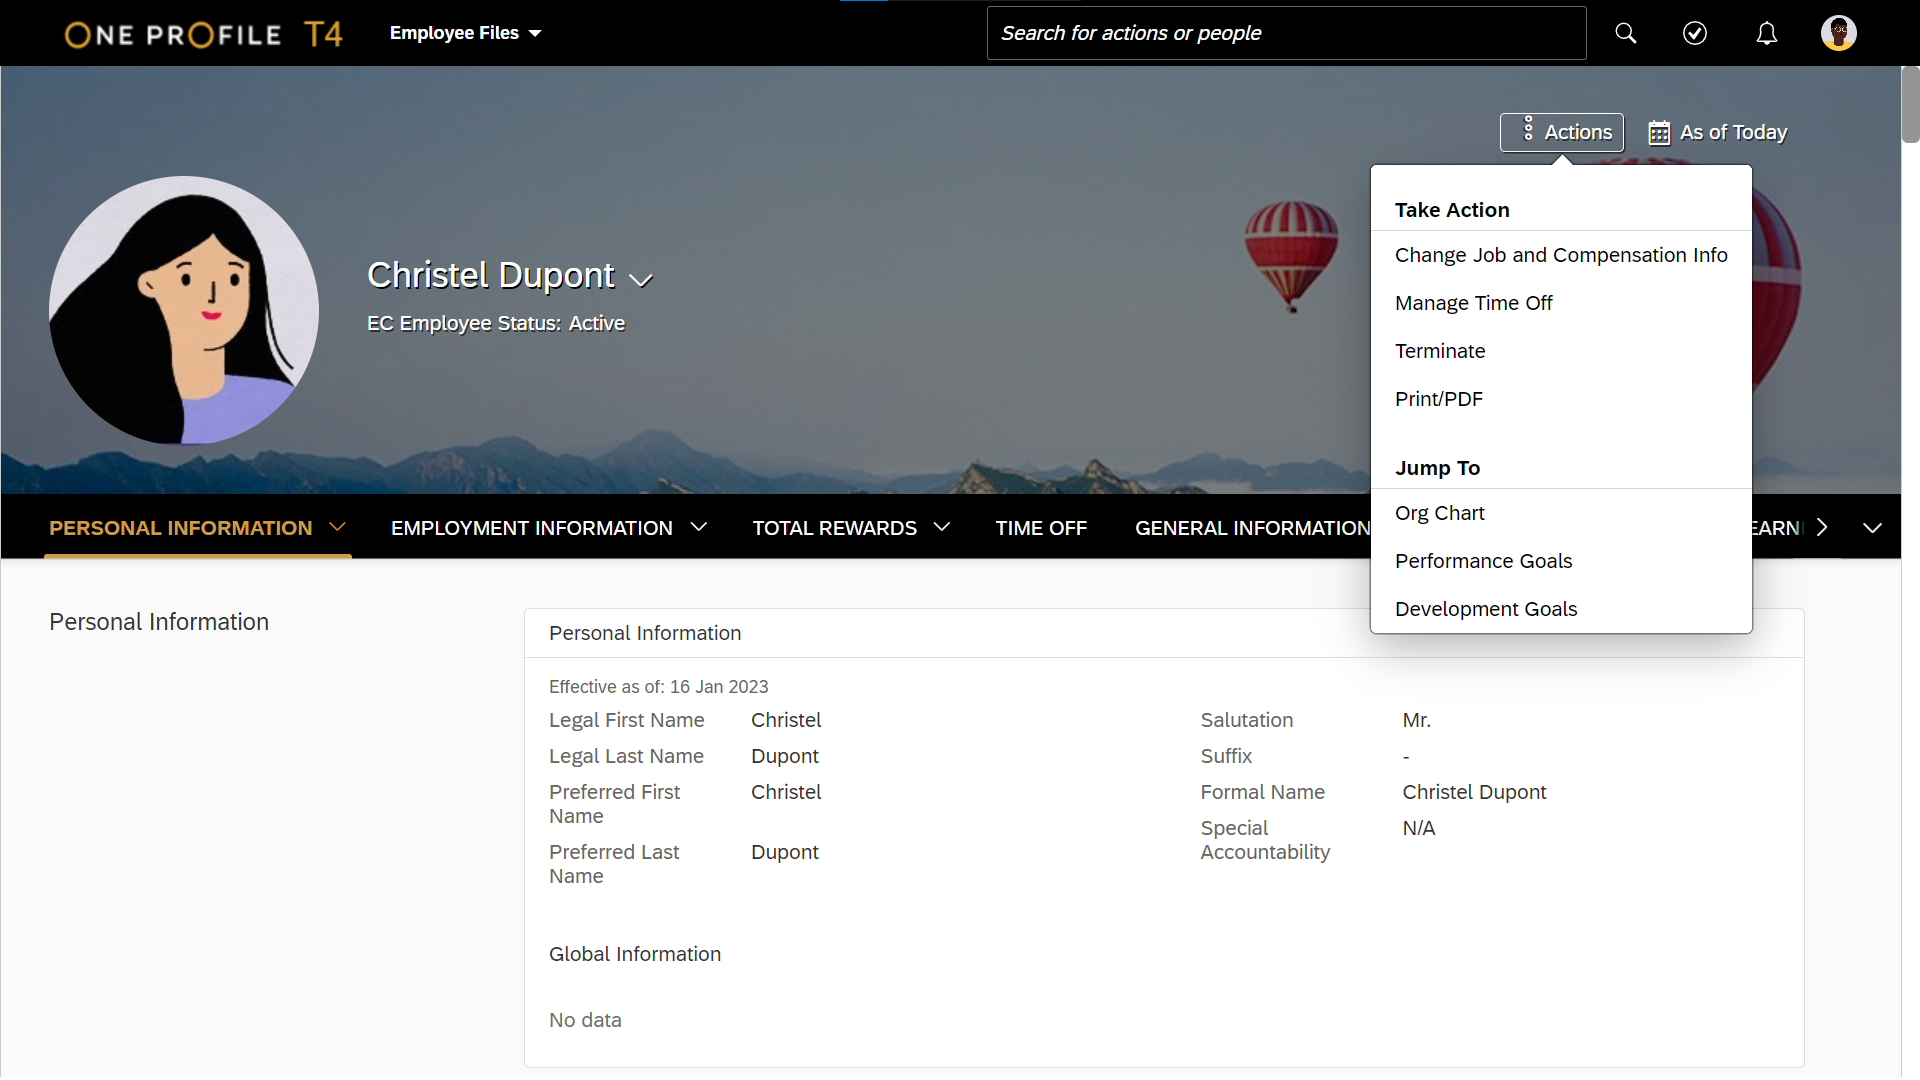 ONE PROFILE T4
Employee Files
Search for actions or people
Actions
As of Today
Take Action
Change Job and Compensation Info
Manage Time Off
Terminate
Print/PDF
Jump To
Org Chart
Performance Goals
Development Goals
Christel Dupont
EC Employee Status: Active
PERSONAL INFORMATION
EMPLOYMENT INFORMATION
TOTAL REWARDS
TIME OFF
GENERAL INFORMATION
EARN
Personal Information
Personal Information
Effective as of: 16 Jan 2023
Legal First Name Christel
Legal Last Name Dupont
Preferred First
Name
Christel
Preferred Last
Name
Dupont
Salutation Mr.
Suffix -
Formal Name Christel Dupont
Special
Accountability
N/A
Global Information
No data